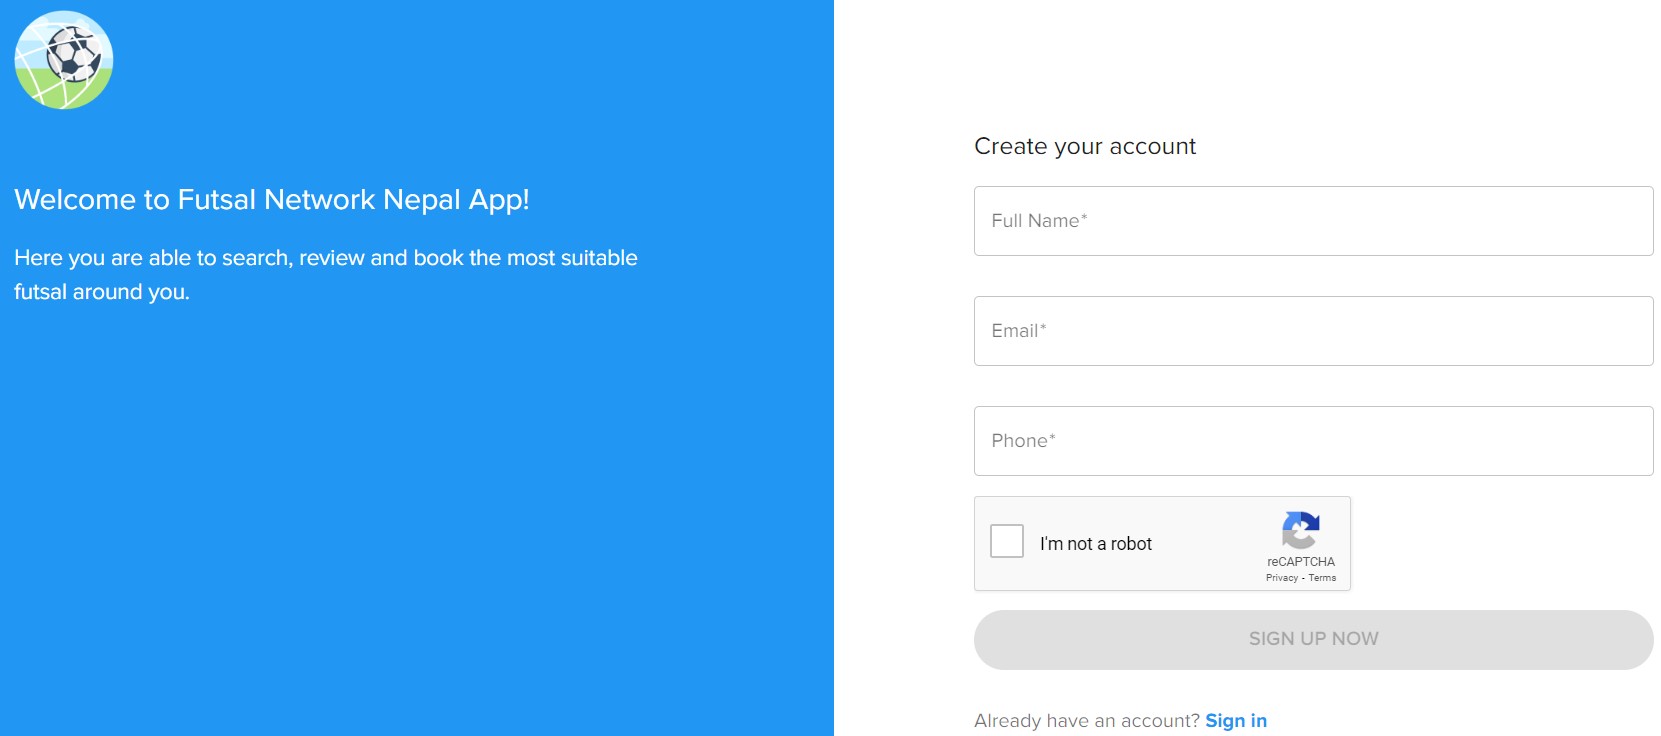 Welcome to Futsal Network Nepal App!
Here you are able to search, review and book the most suitable
futsal around you.
Create your account
Full Name*
Email*
Phone*
I'm not a robot
reCAPTCHA
Privacy - Terms
SIGN UP NOW
Already have an account? Sign in